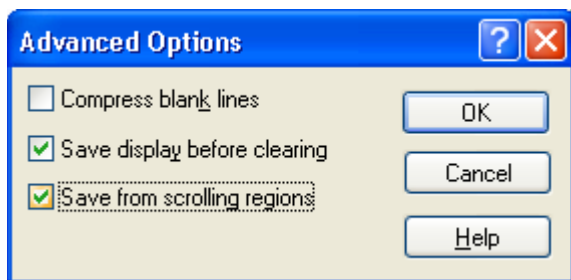 Advanced Options
Compress blank lines
OK
Save display before clearing
Cancel
Save from scrolling regions
Help